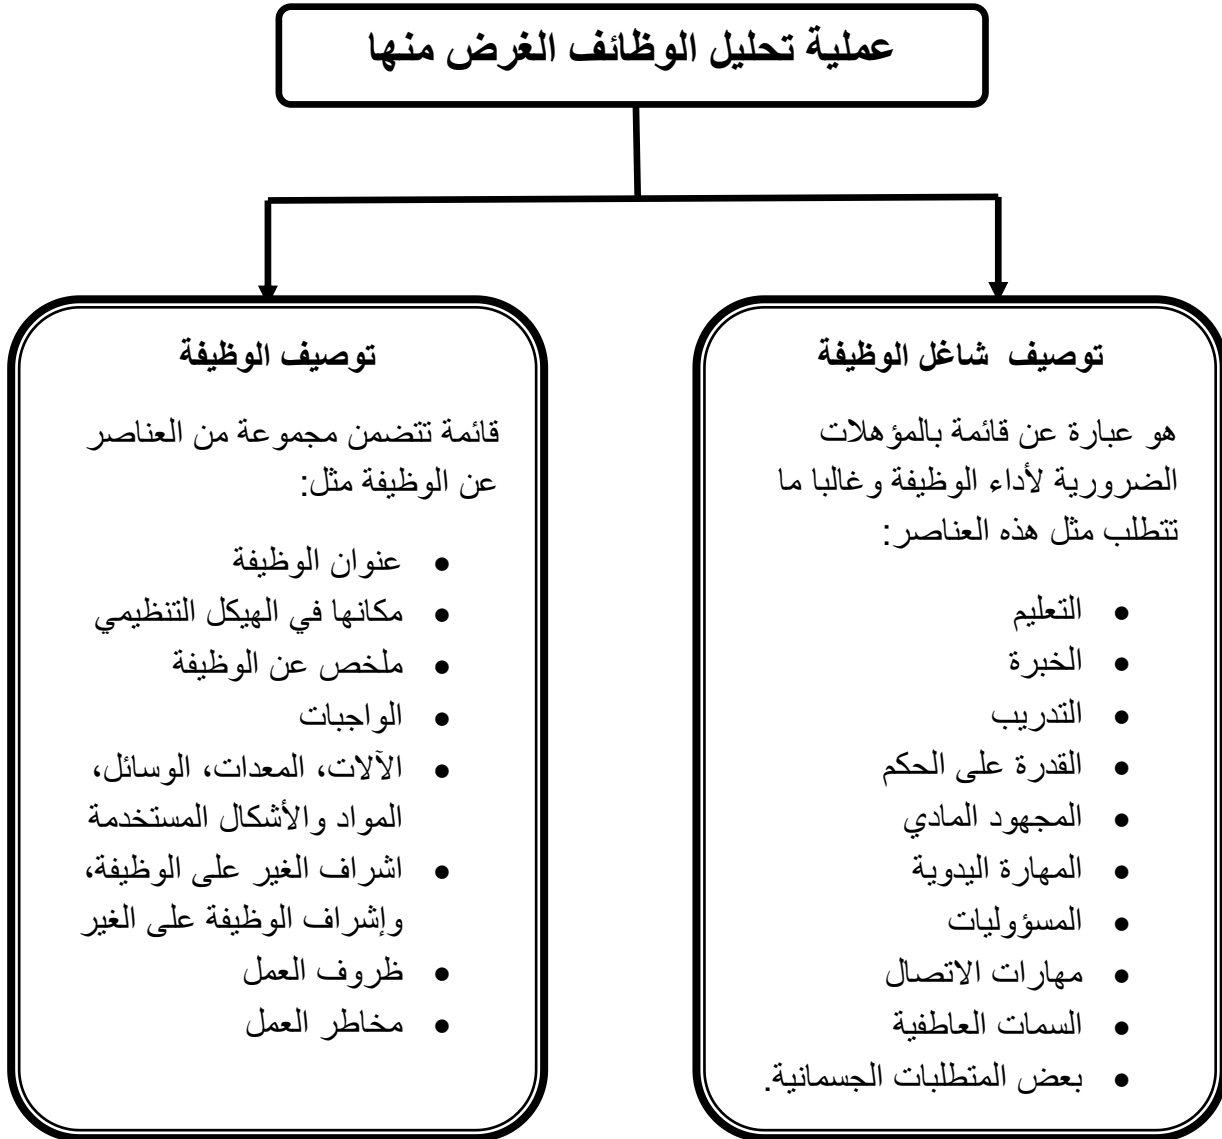 عملية تحليل الوظائف الغرض منها
توصيف شاغل الوظيفة
هو عبارة عن قائمة بالمؤهلات
الضرورية لأداء الوظيفة وغالبا ما
تتطلب مثل هذه العناصر:
• التعليم
• الخبرة
• التدريب
• القدرة على الحكم
• المجهود المادي
• المهارة اليدوية
• المسؤوليات
• مهارات الاتصال
• السمات العاطفية
• بعض المتطلبات الجسمانية.
توصيف الوظيفة
قائمة تتضمن مجموعة من العناصر
عن الوظيفة مثل:
• عنوان الوظيفة
• مكانها في الهيكل التنظيمي
• ملخص عن الوظيفة
• الواجبات
• الآلات، المعدات، الوسائل،
المواد والأشكال المستخدمة
• اشراف الغير على الوظيفة،
وإشراف الوظيفة على الغير
• ظروف العمل
• مخاطر العمل